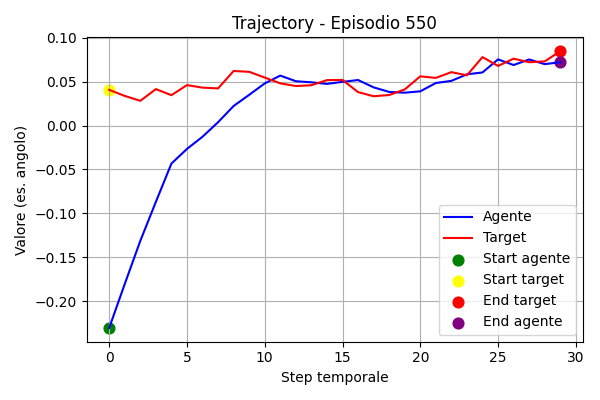 Trajectory - Episodio 550
Valore (es. angolo)
0.10
0.05
0.00
−0.05
−0.10
−0.15
−0.20
0 5 10 15 20 25 30
Step temporale
Agente
Target
Start agente
Start target
End target
End agente